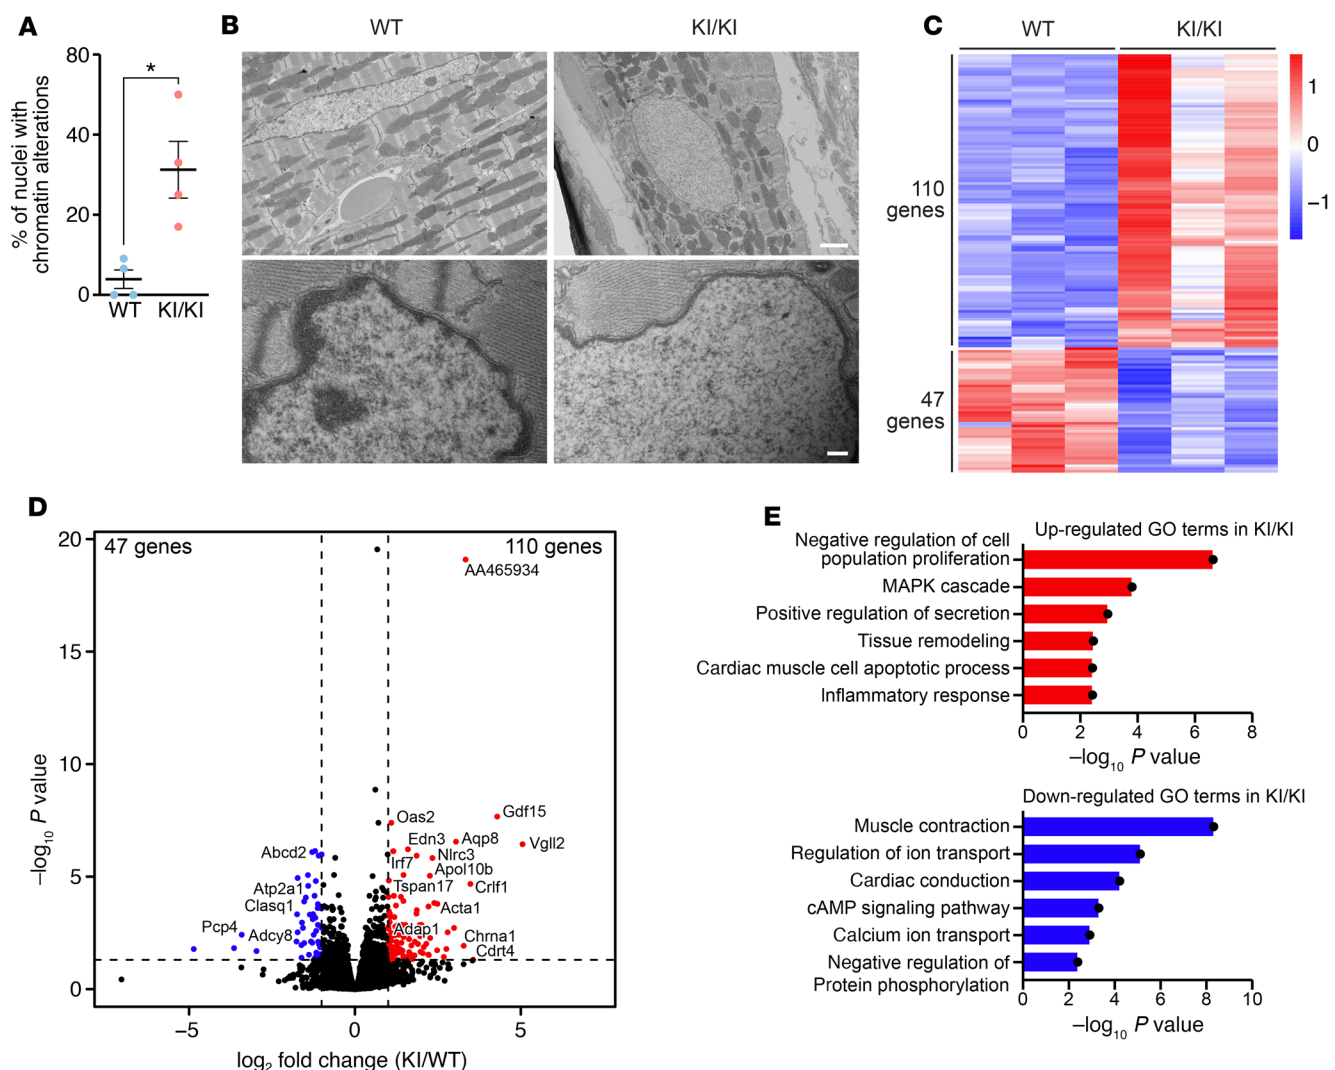 A
80
60
40
20
0
*
% of nuclei with
chromatin alterations
WT
KI/KI
B
WT
KI/KI
C
WT
KI/KI
110
genes
47
genes
1
0
−1
D
47 genes
110 genes
20
15
10
5
0
−log10 P value
AA465934
Gdf15
Oas2
Edn3
Aqp8
Vgll2
Abcd2
Irf7
Nlrc3
Apol10b
Atp2a1
Tspan17
Crlf1
Clasq1
Acta1
Pcp4
Adcy8
Adap1
Chrna1
Cdrt4
−5
0
5
log2 fold change (KI/WT)
E
Up-regulated GO terms in KI/KI
Negative regulation of cell
population proliferation
MAPK cascade
Positive regulation of secretion
Tissue remodeling
Cardiac muscle cell apoptotic process
Inflammatory response
0 2 4 6 8
−log10 P value
Down-regulated GO terms in KI/KI
Muscle contraction
Regulation of ion transport
Cardiac conduction
cAMP signaling pathway
Calcium ion transport
Negative regulation of
Protein phosphorylation
0 2 4 6 8 10
−log10 P value